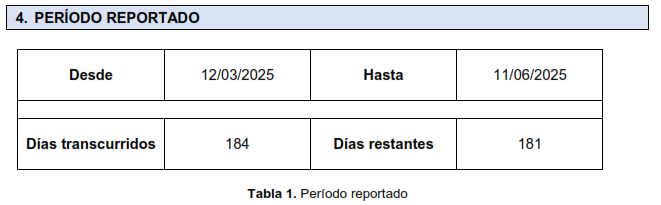 4. PERÍODO REPORTADO
Desde 12/03/2025 Hasta 11/06/2025
Días transcurridos 184 Días restantes 181
Tabla 1. Período reportado